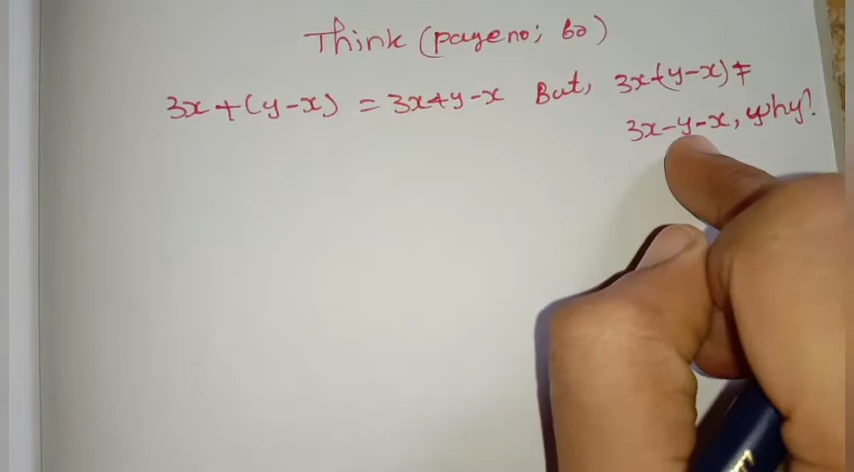 Think (page no; 60)
3x + (y-x) = 3x+y-x But, 3x-(y-x) ≠
3x-y-x, why?